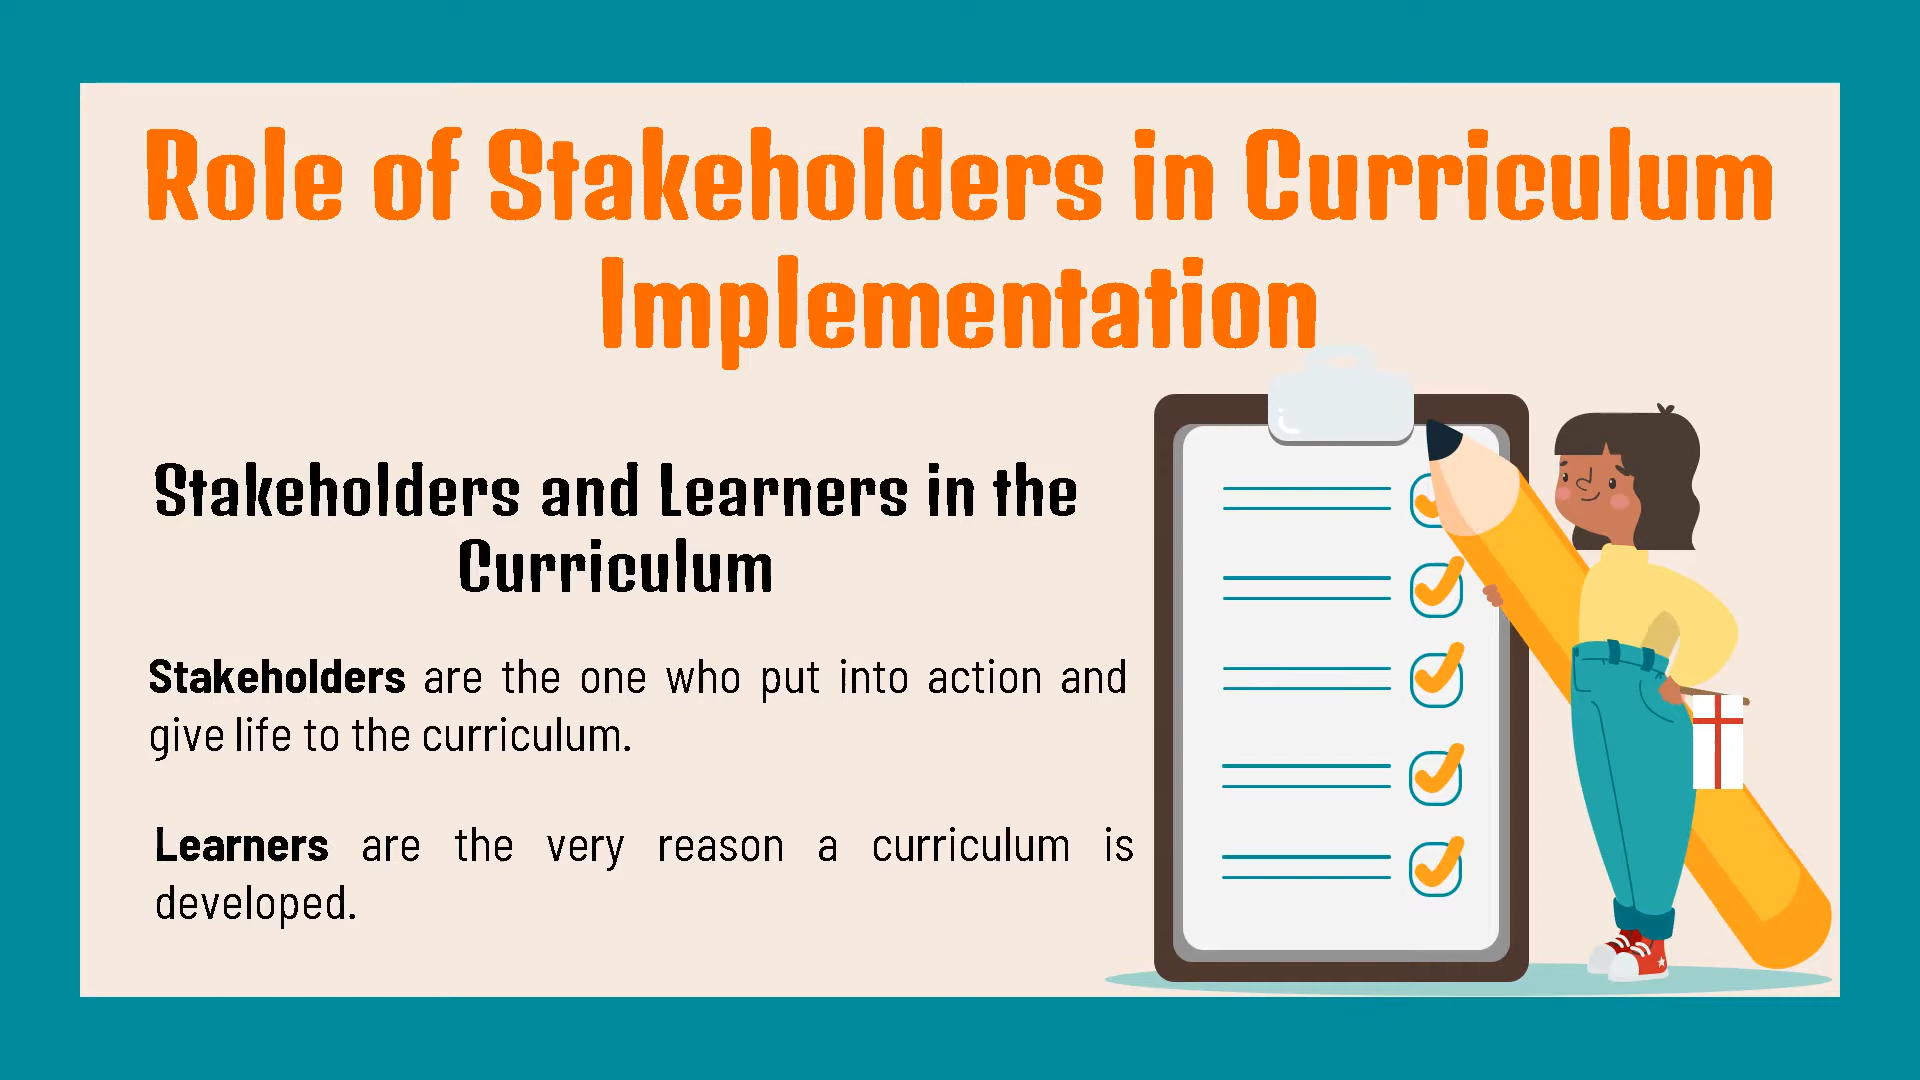 Role of Stakeholders in Curriculum
Implementation
Stakeholders and Learners in the
Curriculum
Stakeholders are the one who put into action and
give life to the curriculum.
Learners are the very reason a curriculum is
developed.